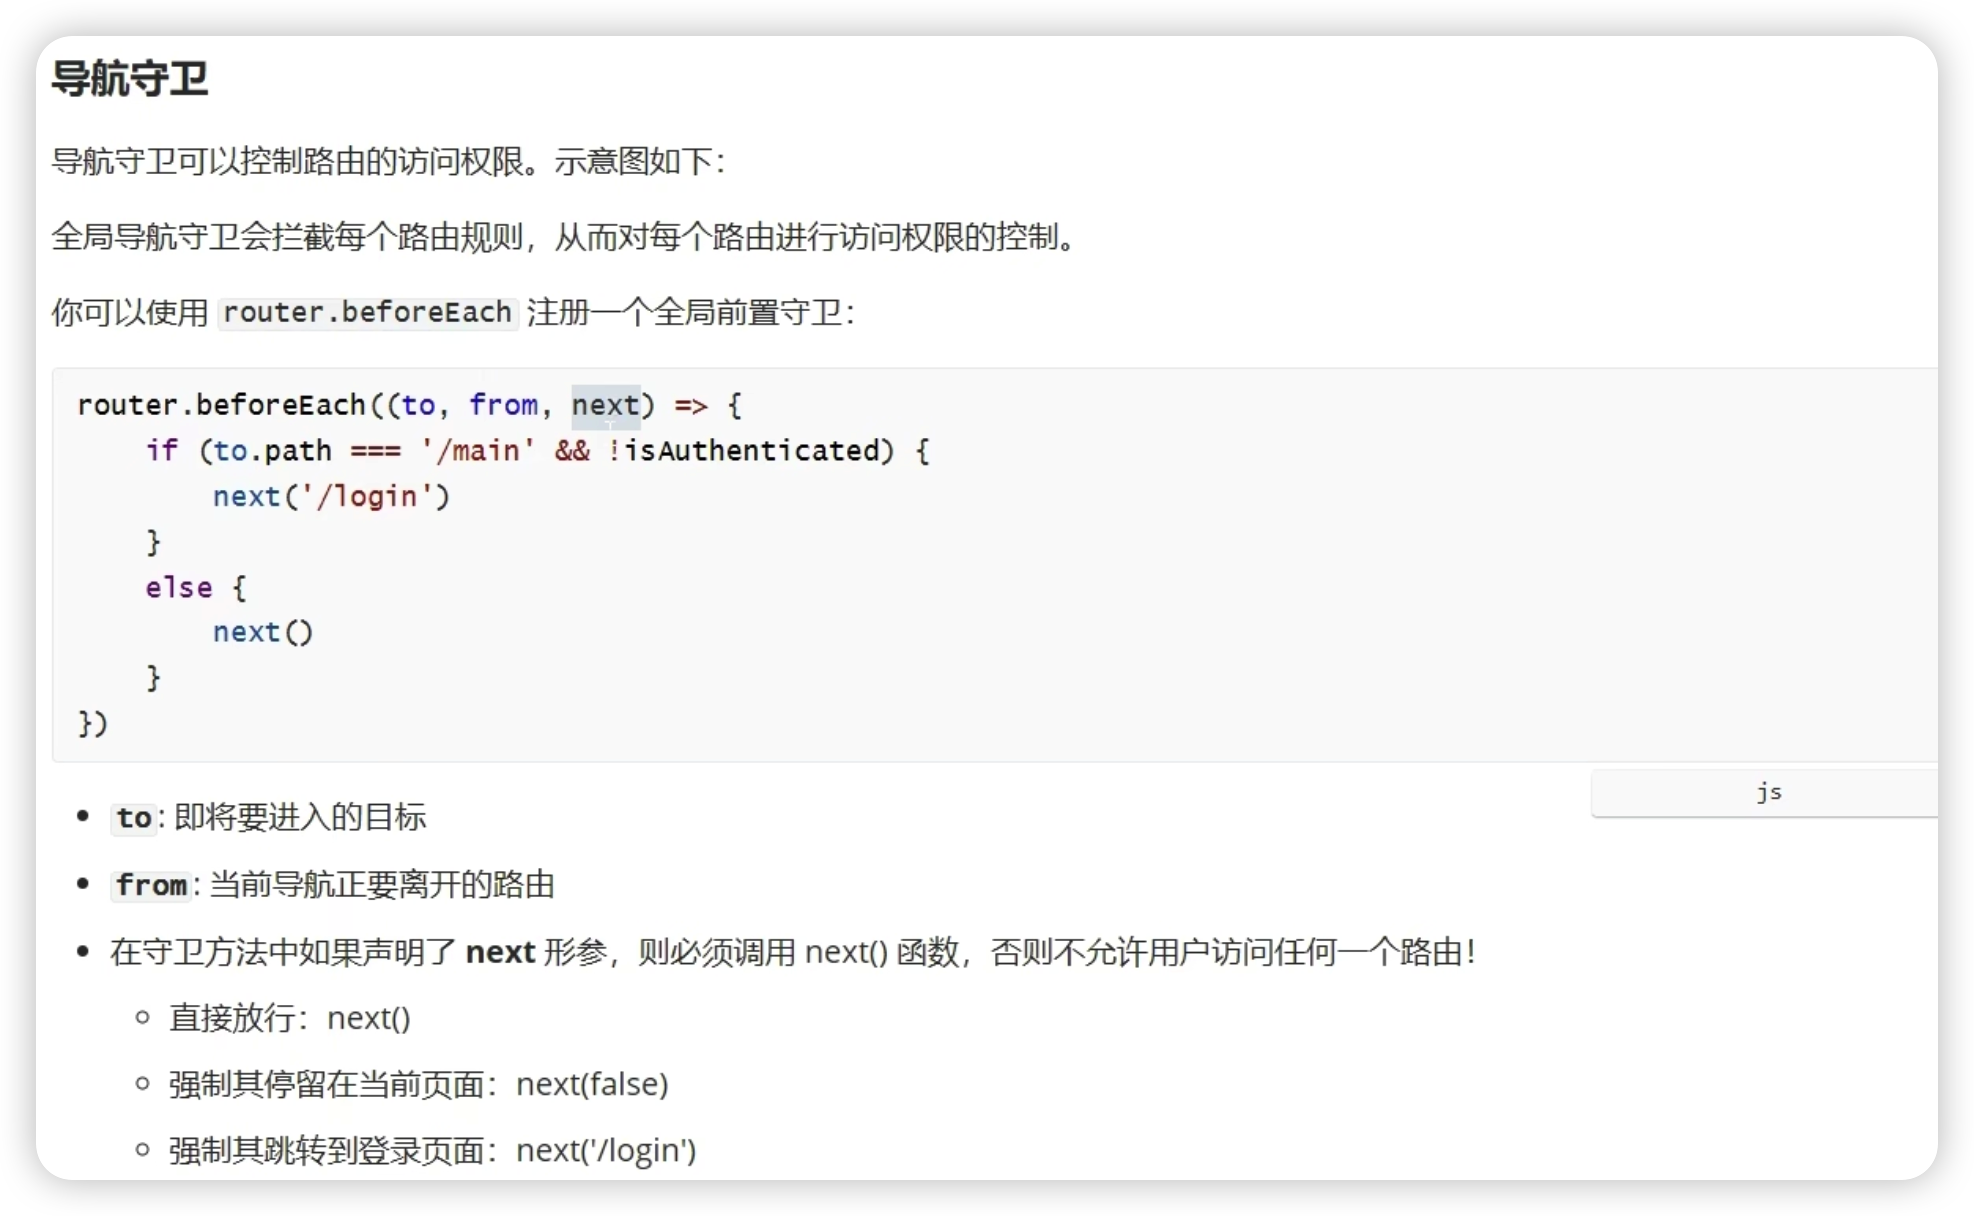 导航守卫
导航守卫可以控制路由的访问权限。示意图如下：
全局导航守卫会拦截每个路由规则，从而对每个路由进行访问权限的控制。
你可以使用 router.beforeEach 注册一个全局前置守卫：
router.beforeEach((to, from, next) => {
    if (to.path === '/main' && !isAuthenticated) {
        next('/login')
    }
    else {
        next()
    }
})
js
• to: 即将要进入的目标
• from: 当前导航正要离开的路由
• 在守卫方法中如果声明了 next 形参，则必须调用 next() 函数，否则不允许用户访问任何一个路由！
◦ 直接放行：next()
◦ 强制其停留在当前页面：next(false)
◦ 强制其跳转到登录页面：next('/login')